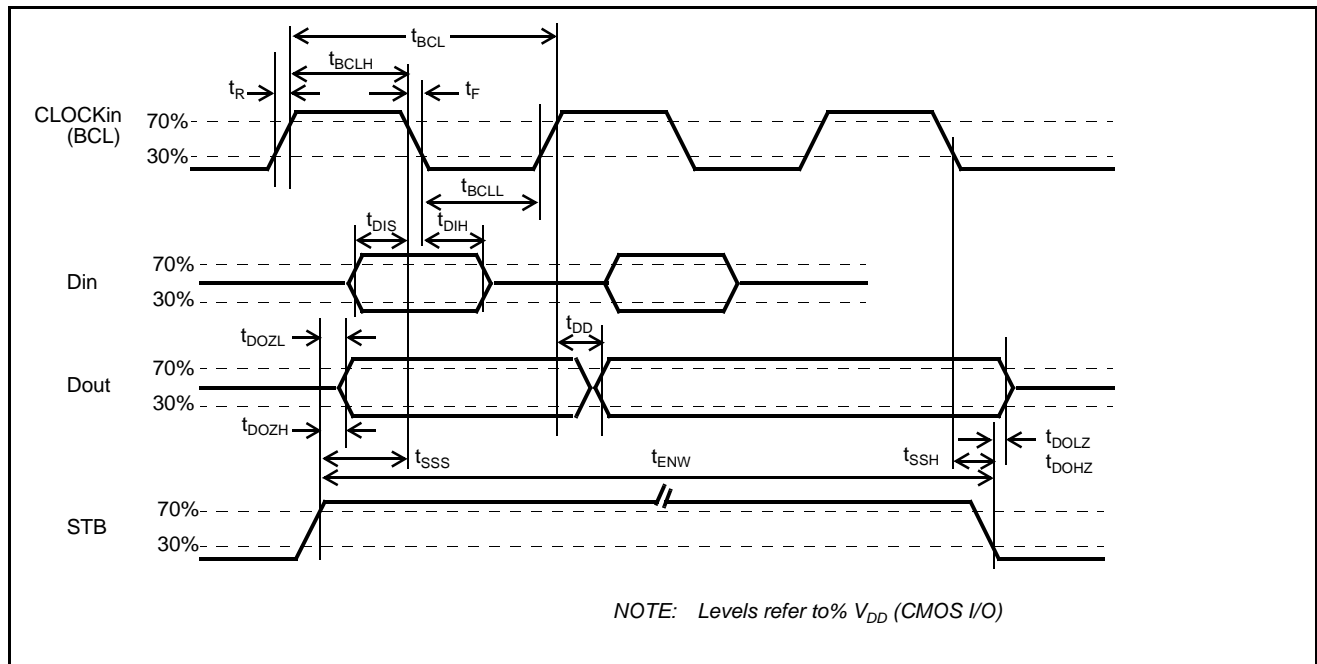 tBCL
tBCLH
tR
tF
CLOCKin
(BCL)
70%
30%
tBCLL
tDIS
tDIH
Din
70%
30%
tDOZL
tDD
Dout
70%
30%
tDOZH
tDOLZ
tDOHZ
tSSS
tENW
tSSH
STB
70%
30%
NOTE: Levels refer to% VDD (CMOS I/O)